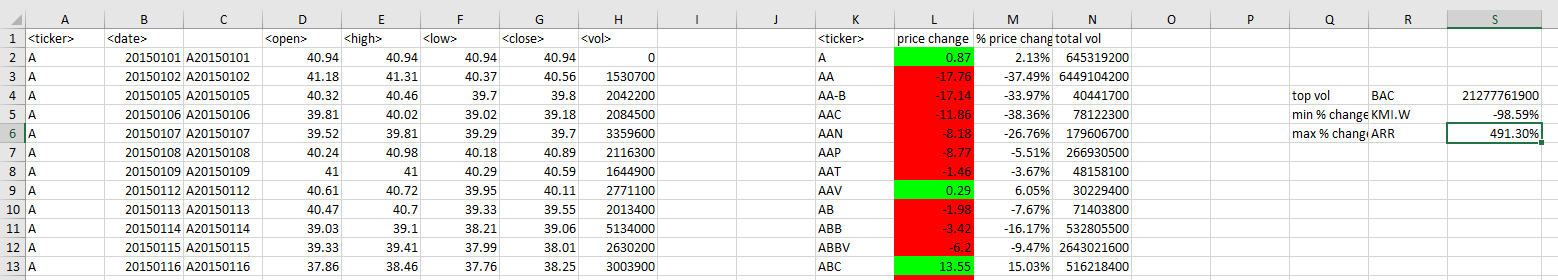 A B C D E F G H I J K L M N O P Q R S
1 <ticker> <date> <open> <high> <low> <close> <vol> <ticker> price change % price chang total vol
2 A 20150101 A20150101 40.94 40.94 40.94 40.94 0 A 0.87 2.13% 645319200
3 A 20150102 A20150102 41.18 41.31 40.37 40.56 1530700 AA -17.76 -37.49% 6449104200
4 A 20150105 A20150105 40.32 40.46 39.7 39.8 2042200 AA-B -17.14 -33.97% 40441700 top vol BAC 21277761900
5 A 20150106 A20150106 39.81 40.02 39.02 39.18 2084500 AAC -11.86 -38.36% 78122300 min % change KMI.W -98.59%
6 A 20150107 A20150107 39.52 39.81 39.29 39.7 3359600 AAN -8.18 -26.76% 179606700 max % chang ARR 491.30%
7 A 20150108 A20150108 40.24 40.98 40.18 40.89 2116300 AAP -8.77 -5.51% 266930500
8 A 20150109 A20150109 41 41 40.29 40.59 1644900 AAT -1.46 -3.67% 48158100
9 A 20150112 A20150112 40.61 40.72 39.95 40.11 2771100 AAV 0.29 6.05% 30229400
10 A 20150113 A20150113 40.47 40.7 39.33 39.55 2013400 AB -1.98 -7.67% 71403800
11 A 20150114 A20150114 39.03 39.1 38.21 39.06 5134000 ABB -3.42 -16.17% 532805500
12 A 20150115 A20150115 39.33 39.41 37.99 38.01 2630200 ABBV -6.2 -9.47% 2643021600
13 A 20150116 A20150116 37.86 38.46 37.76 38.25 3003900 ABC 13.55 15.03% 516218400